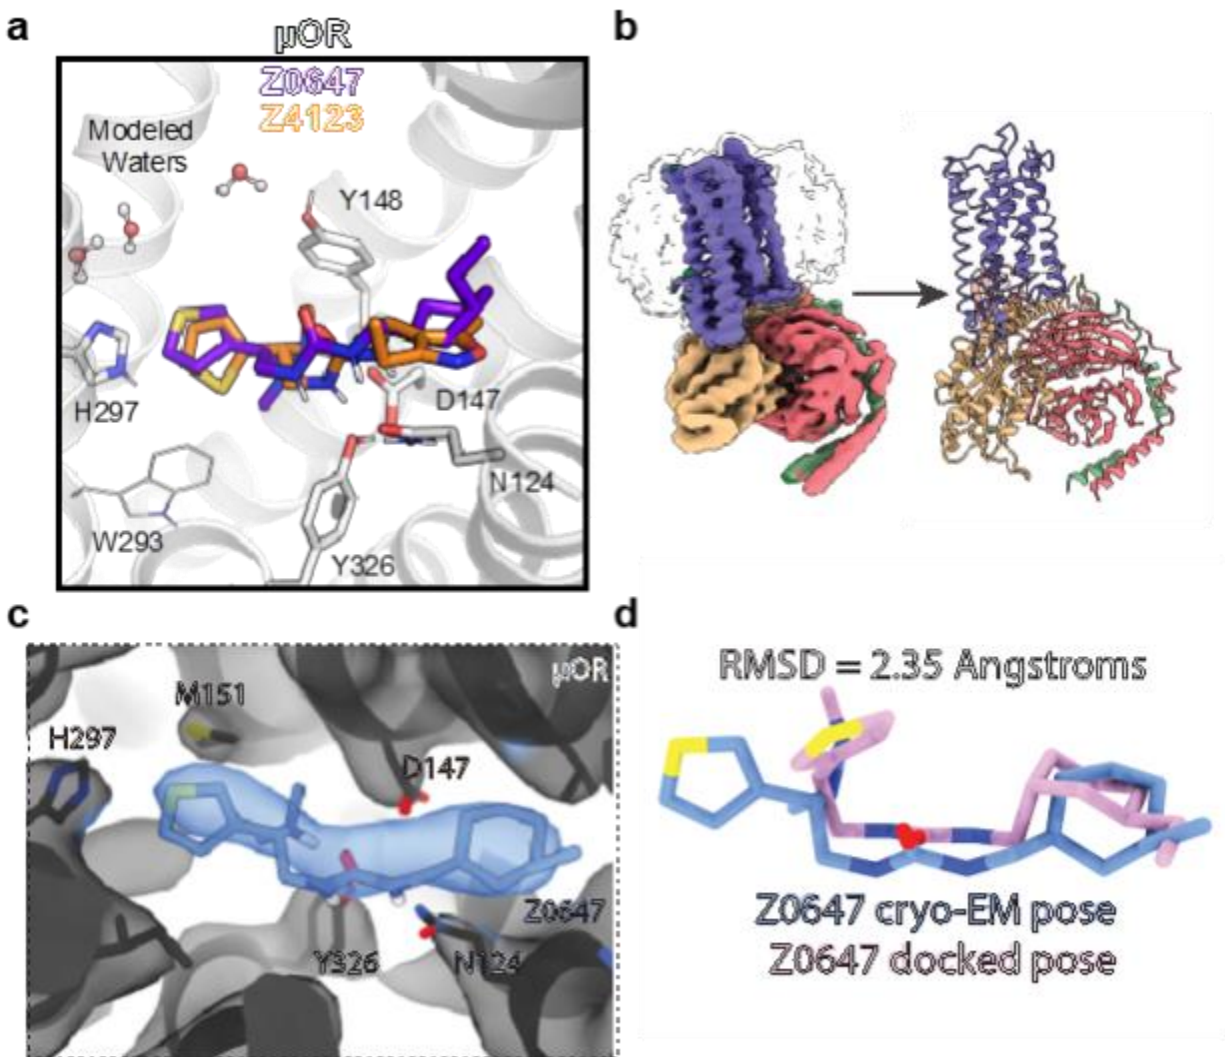 a
µOR
Z0647
Z4123
Modeled
Waters
Y148
H297
D147
N124
W293
Y326
b
c
µOR
M151
H297
D147
Z0647
Y326
N124
d
RMSD = 2.35 Angstroms
Z0647 cryo-EM pose
Z0647 docked pose